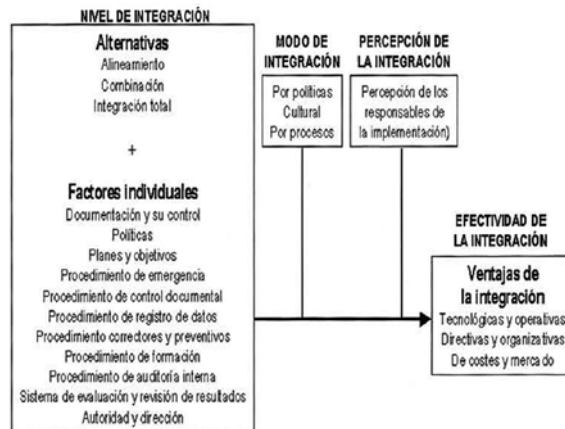 NIVEL DE INTEGRACIÓN
Alternativas
Alineamiento
Combinación
Integración total
+
Factores individuales
Documentación y su control
Políticas
Planes y objetivos
Procedimiento de emergencia
Procedimiento de control documental
Procedimiento de registro de datos
Procedimiento correctores y preventivos
Procedimiento de formación
Procedimiento de auditoría interna
Sistema de evaluación y revisión de resultados
Autoridad y dirección
MODO DE
INTEGRACIÓN
Por políticas
Cultural
Por procesos
PERCEPCIÓN DE
LA INTEGRACIÓN
Percepción de los
responsables de
la implementación)
EFECTIVIDAD DE
LA INTEGRACIÓN
Ventajas de
la integración
Tecnológicas y operativas
Directivas y organizativas
De costes y mercado